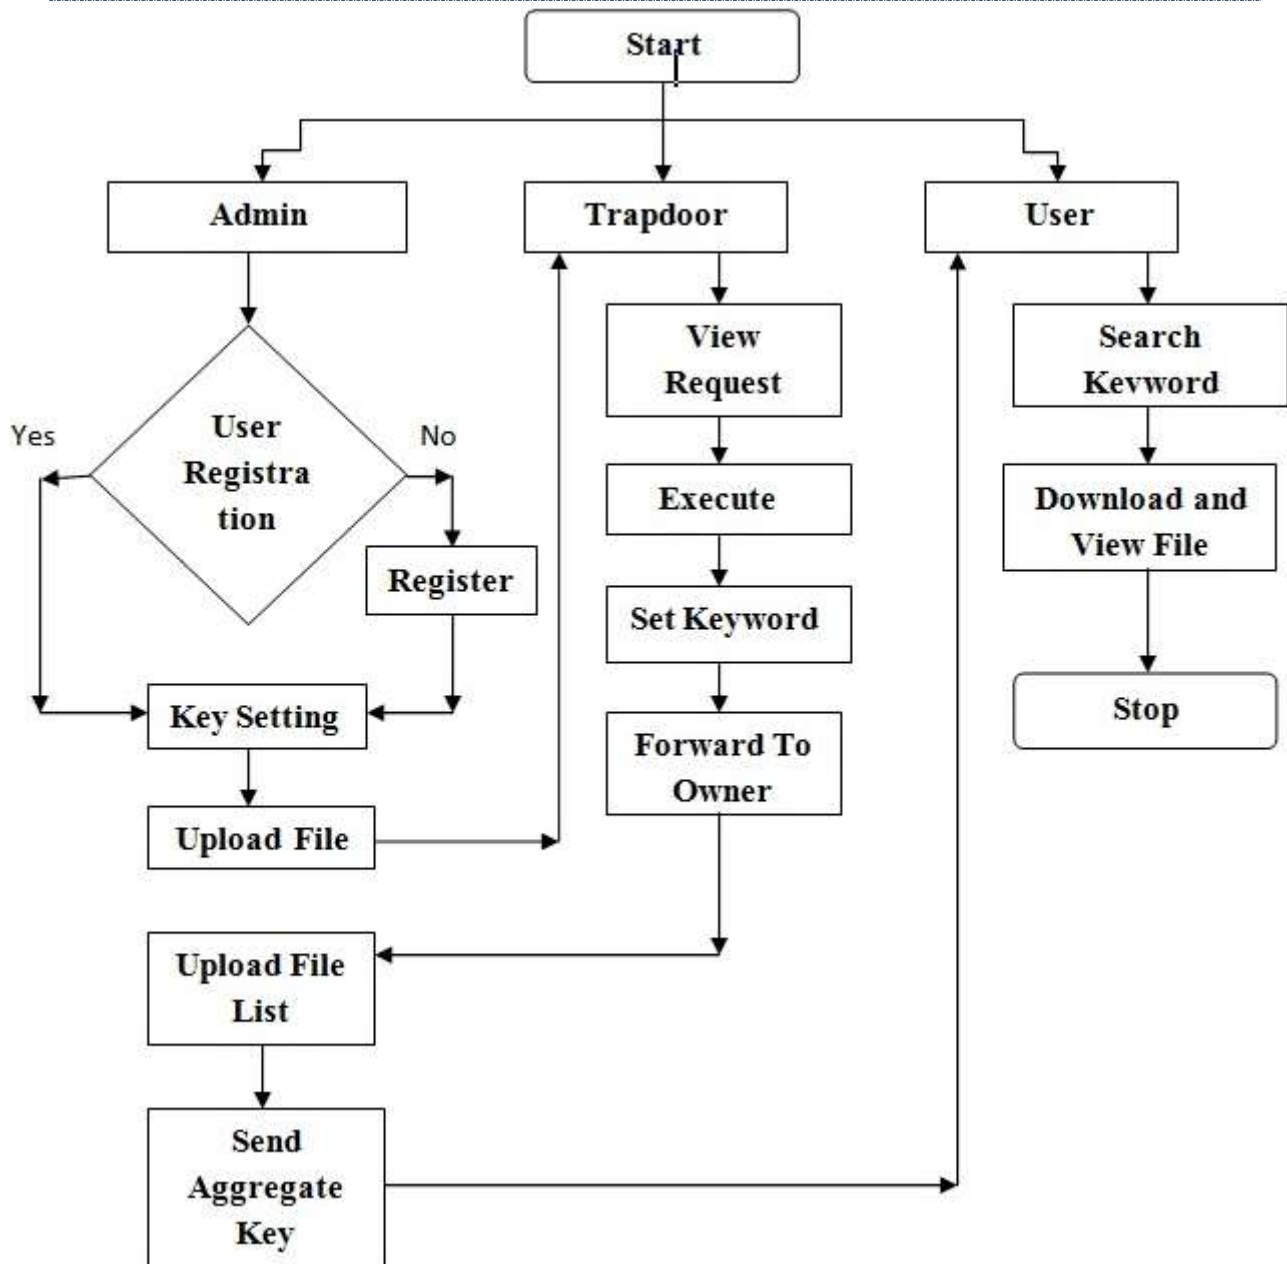 Start
Admin
Trapdoor
User
View
Request
Search
Kevword
Yes
No
User
Registra
tion
Execute
Download and
View File
Register
Set Keyword
Key Setting
Forward To
Owner
Stop
Upload File
Upload File
List
Send
Aggregate
Key